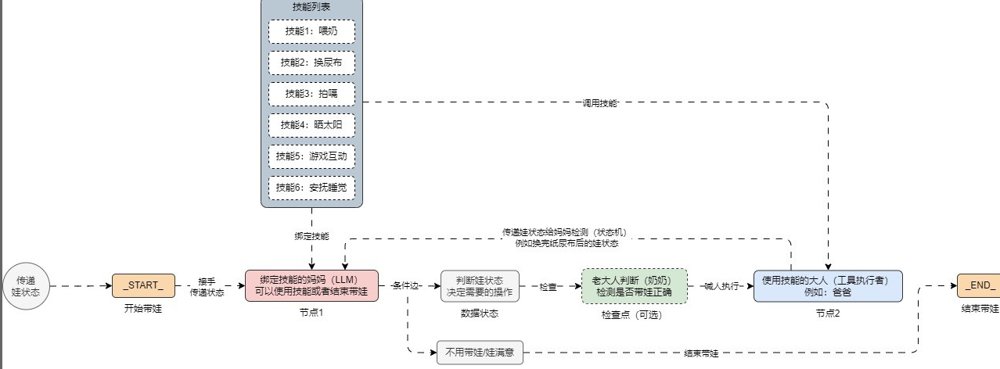 技能列表
技能1：喂奶
技能2：换尿布
技能3：拍嗝
技能4：晒太阳
技能5：游戏互动
技能6：安抚睡觉
调用技能
绑定技能
传递娃状态给妈妈检测（状态机）
例如换完纸尿布后的娃状态
传递
娃状态
_START_
开始带娃
接手
传递状态
绑定技能的妈妈（LLM）
可以使用技能或者结束带娃
节点1
条件边
判断娃状态
决定需要的操作
数据状态
检查
老大人判断（奶奶）
检测是否带娃正确
检查点（可选）
喊人执行
使用技能的大人（工具执行者）
例如：爸爸
节点2
_END_
结束带娃
不用带娃/娃满意
结束带娃